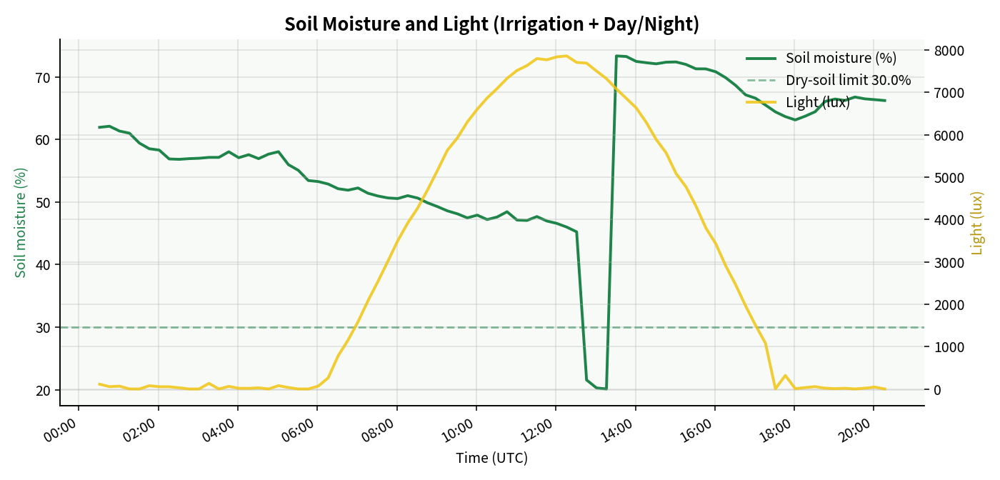 Soil Moisture and Light (Irrigation + Day/Night)
Soil moisture (%)
Dry-soil limit 30.0%
Light (lux)
Soil moisture (%)
70
60
50
40
30
20
8000
7000
6000
5000
4000
3000
2000
1000
0
Light (lux)
00:00 02:00 04:00 06:00 08:00 10:00 12:00 14:00 16:00 18:00 20:00
Time (UTC)